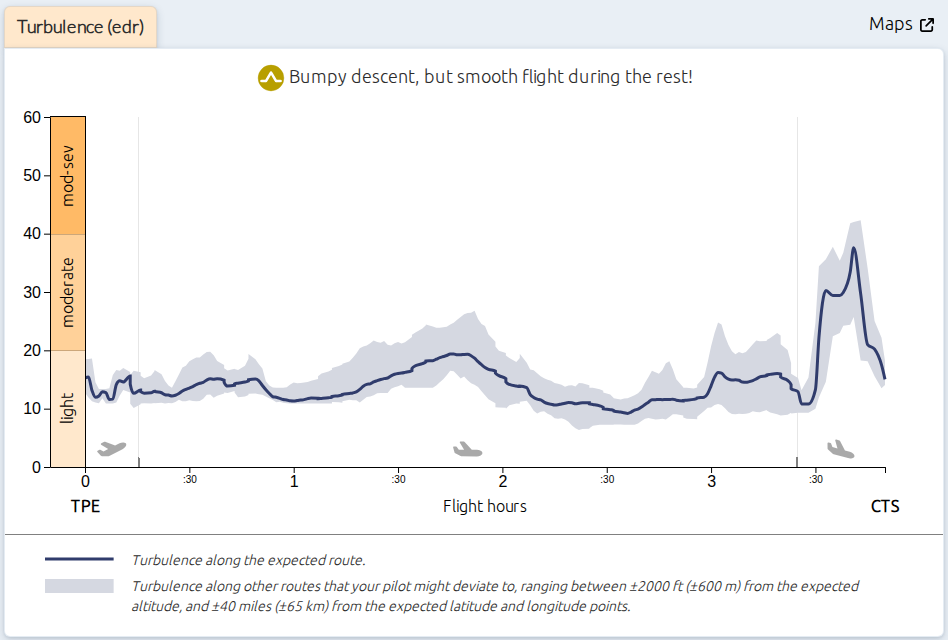 Turbulence (edr)
Maps
Bumpy descent, but smooth flight during the rest!
60
50
40
30
20
10
0
mod-sev
moderate
light
0 :30 1 :30 2 :30 3 :30
TPE Flight hours CTS
Turbulence along the expected route.
Turbulence along other routes that your pilot might deviate to, ranging between ±2000 ft (±600 m) from the expected
altitude, and ±40 miles (±65 km) from the expected latitude and longitude points.